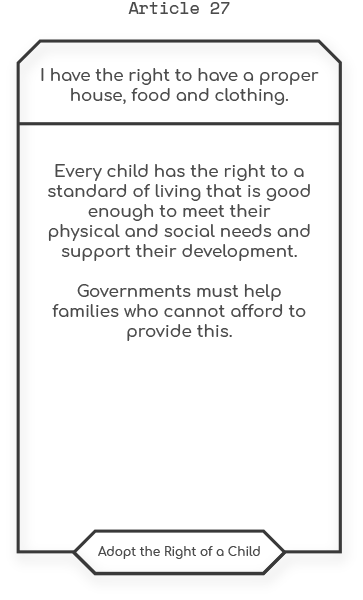 Article 27
I have the right to have a proper
house, food and clothing.
Every child has the right to a
standard of living that is good
enough to meet their
physical and social needs and
support their development.
Governments must help
families who cannot afford to
provide this.
Adopt the Right of a Child